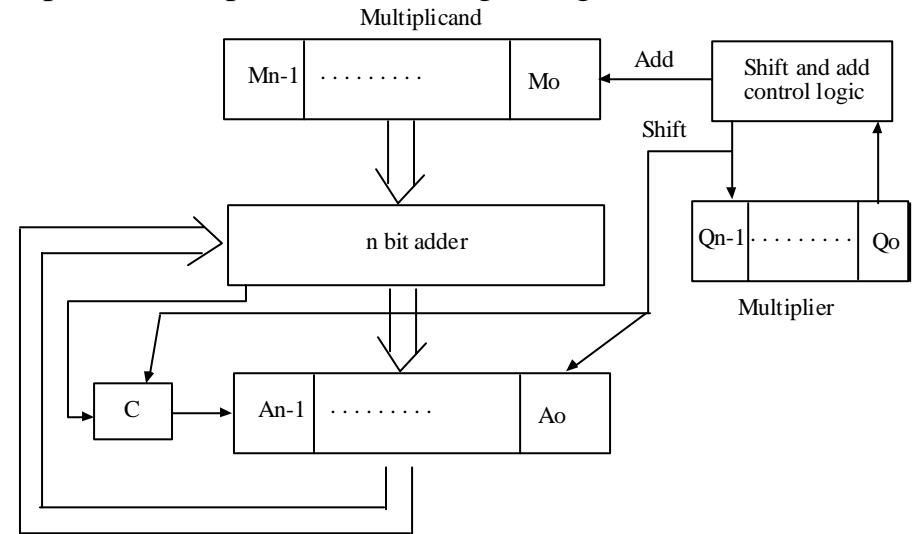 Multiplicand
Mn-1 ......... Mo
Add
Shift and add
control logic
Shift
n bit adder
Qn-1 ......... Qo
Multiplier
C
An-1 ......... Ao